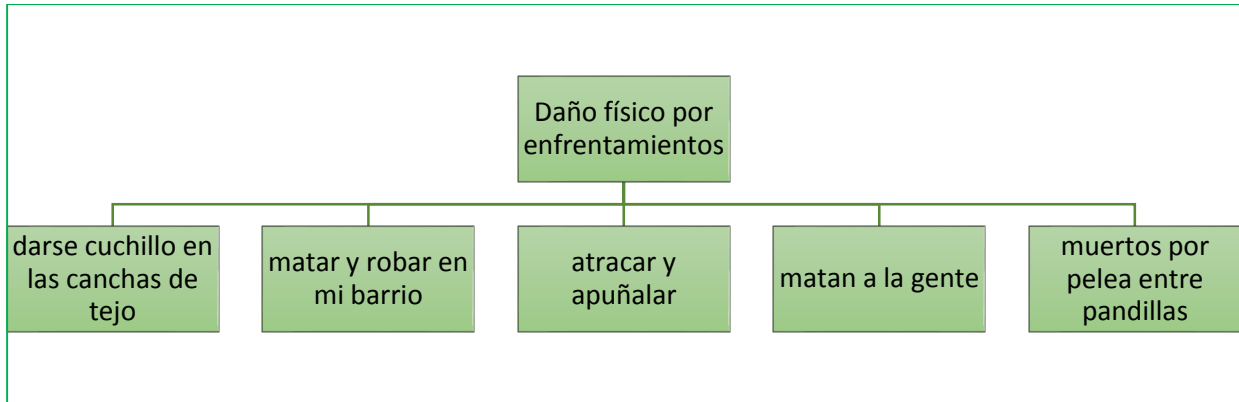 Daño físico por
enfrentamientos
darse cuchillo en
las canchas de
tejo
matar y robar en
mi barrio
atracar y
apuñalar
matan a la gente
muertos por
pelea entre
pandillas